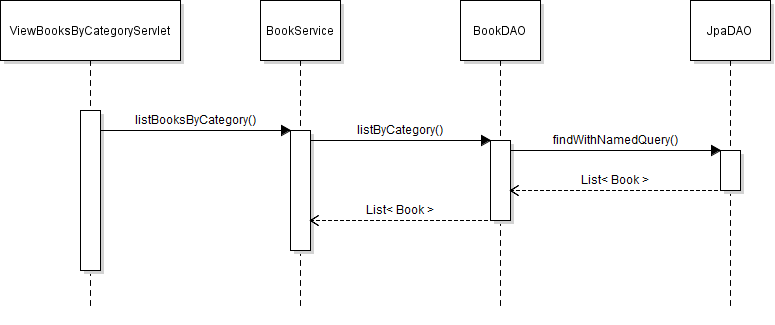 ViewBooksByCategoryServlet
BookService
BookDAO
JpaDAO
listBooksByCategory()
listByCategory()
findWithNamedQuery()
List< Book >
List< Book >